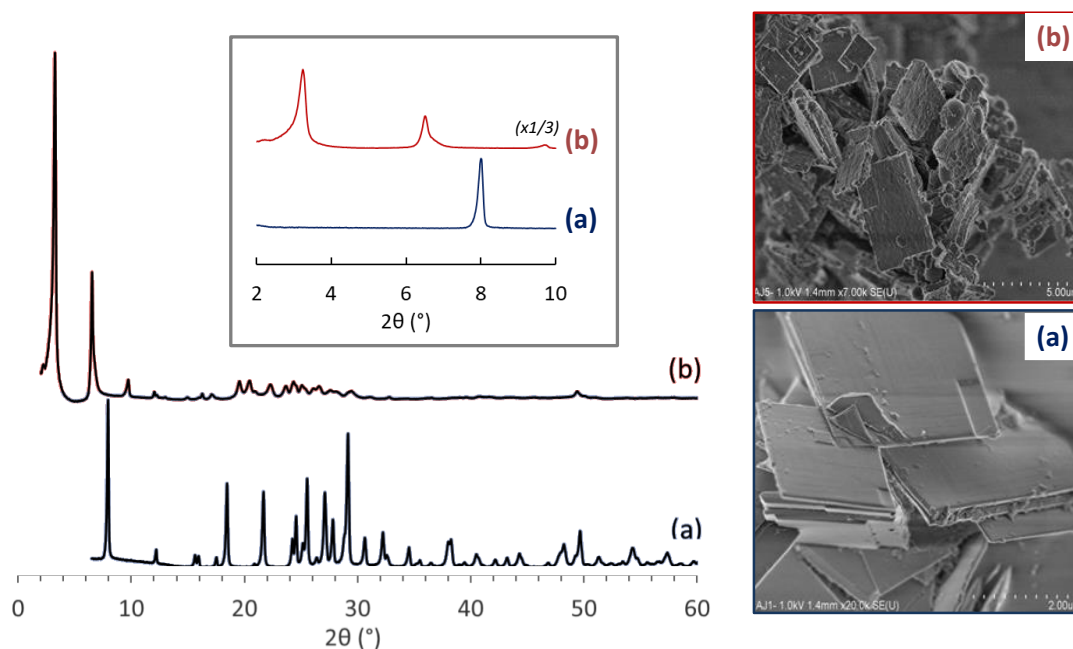 (b)
(x1/3)
(b)
(a)
2 4 6 8 10
2θ (°)
(b)
(a)
0 10 20 30 40 50 60
2θ (°)
(b)
AJ5- 1.0kV 1.4mm x7.00k SE(U) 5.00um
(a)
AJ1- 1.0kV 1.4mm x20.0k SE(U) 2.00um